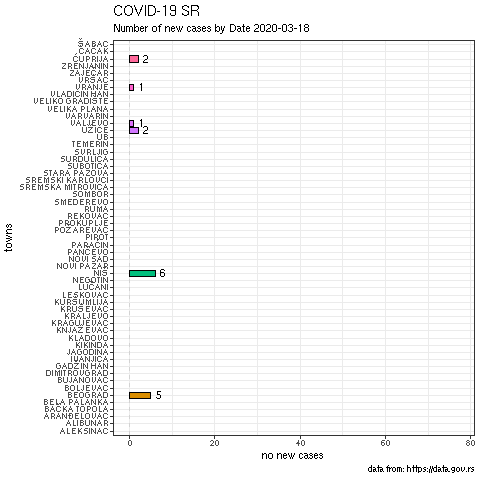 COVID-19 SR
Number of new cases by Date 2020-03-18
ŠABAC
ČAČAK
ĆUPRIJA 2
ZRENJANIN
ZAJEČAR
VRŠAC
VRANJE 1
VLADIČIN HAN
VELIKO GRADIŠTE
VELIKA PLANA
VARVARIN
VALJEVO 1
UŽICE 2
UB
TEMERIN
SVRLJIG
SURDULICA
SUBOTICA
STARA PAZOVA
SREMSKI KARLOVCI
SREMSKA MITROVICA
SOMBOR
SMEDEREVO
RUMA
REKOVAC
PROKUPLJE
POŽAREVAC
PIROT
PARAĆIN
PANČEVO
NOVI SAD
NOVI PAZAR
NIŠ 6
NEGOTIN
LUČANI
LESKOVAC
KURŠUMLIJA
KRUŠEVAC
KRALJEVO
KRAGUJEVAC
KNJAŽEVAC
KLADOVO
KIKINDA
JAGODINA
IVANJICA
GADŽIN HAN
DIMITROVGRAD
BUJANOVAC
BOLJEVAC
BEOGRAD 5
BELA PALANKA
BAČKA TOPOLA
ARANĐELOVAC
ALIBUNAR
ALEKSINAC
towns
0 20 40 60 80
no new cases
data from: https://data.gov.rs